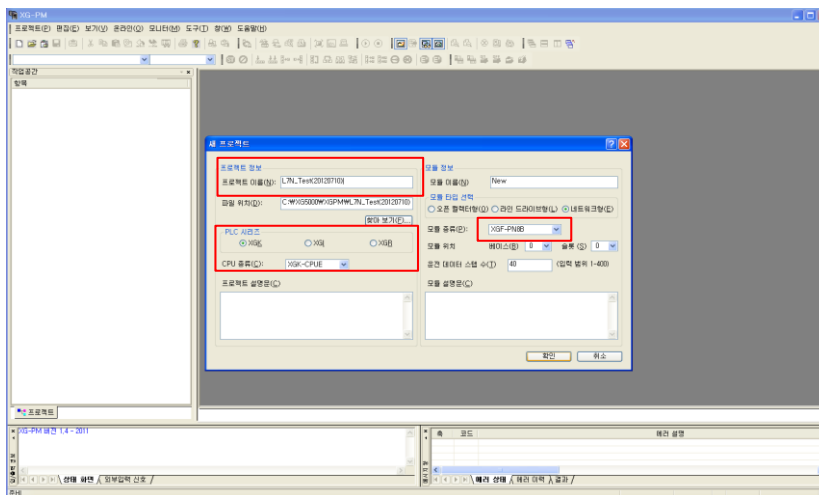 XG-PM
프로젝트(P) 편집(E) 보기(V) 온라인(O) 모니터(M) 도구(T) 창(W) 도움말(H)
작업공간
항목
새 프로젝트
프로젝트 정보
프로젝트 이름(N): L7N_Test(20120710)
파일 위치(D): C:\XG5000\XGPM\L7N_Test(20120710)
찾아 보기(F)...
PLC 시리즈
XGK XGI XGB
CPU 종류(C): XGK-CPUE
프로젝트 설명문(C)
모듈 정보
모듈 이름(N) New
모듈 타입 선택
오픈 컬렉터형(O) 라인 드라이브형(L) 네트워크형(E)
모듈 종류(P): XGF-PN8B
모듈 위치 베이스(B) 0 슬롯 (S) 0
운전 데이터 스텝 수(T) 40 (입력 범위 1-400)
모듈 설명문(C)
확인 취소
프로젝트
XG-PM 버전 1.4 - 2011
상태 화면 외부입력 신호
축 코드 에러 설명
에러 상태 에러 이력 결과
준비